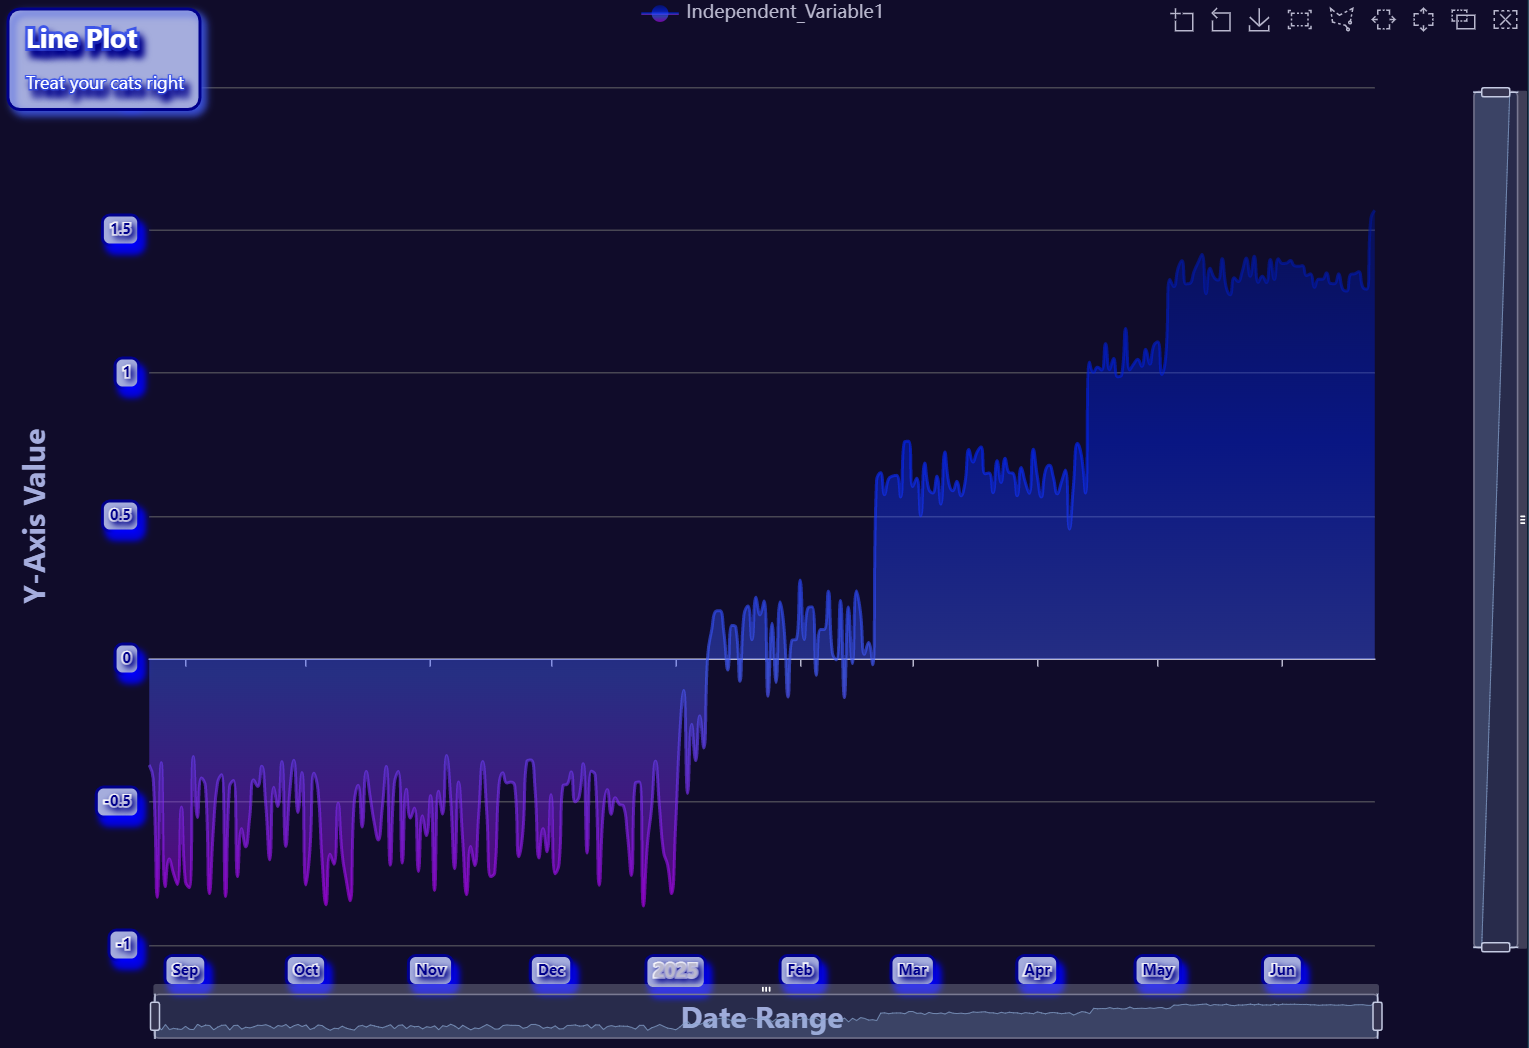 Line Plot
Treat your cats right
Independent_Variable1
1.5
1
0.5
0
-0.5
-1
Y-Axis Value
Sep Oct Nov Dec 2025 Feb Mar Apr May Jun
Date Range